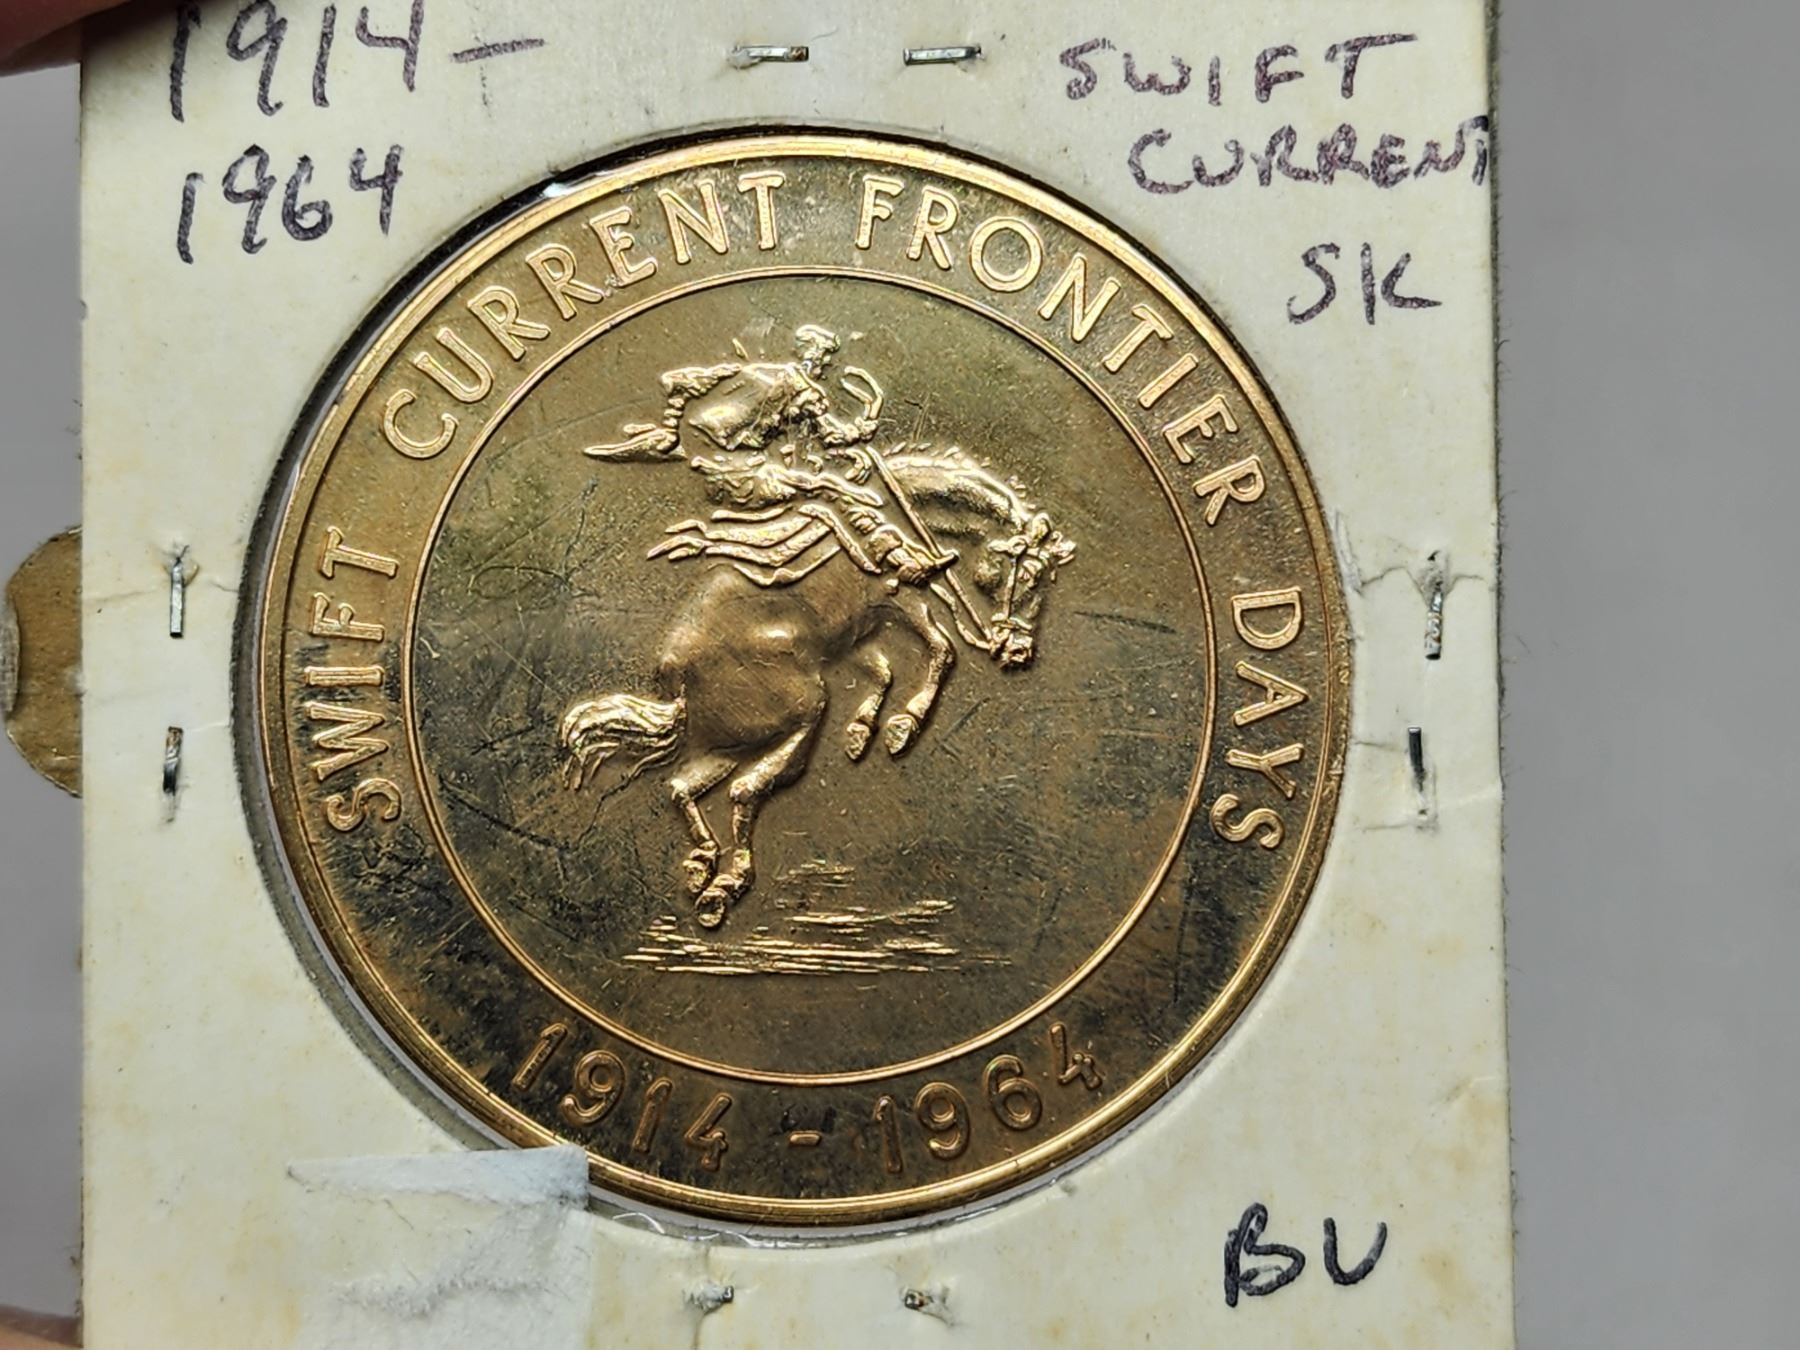 1914-
1964
SWIFT
CURRENT
SK
SWIFT CURRENT FRONTIER DAYS
1914 - 1964
BU